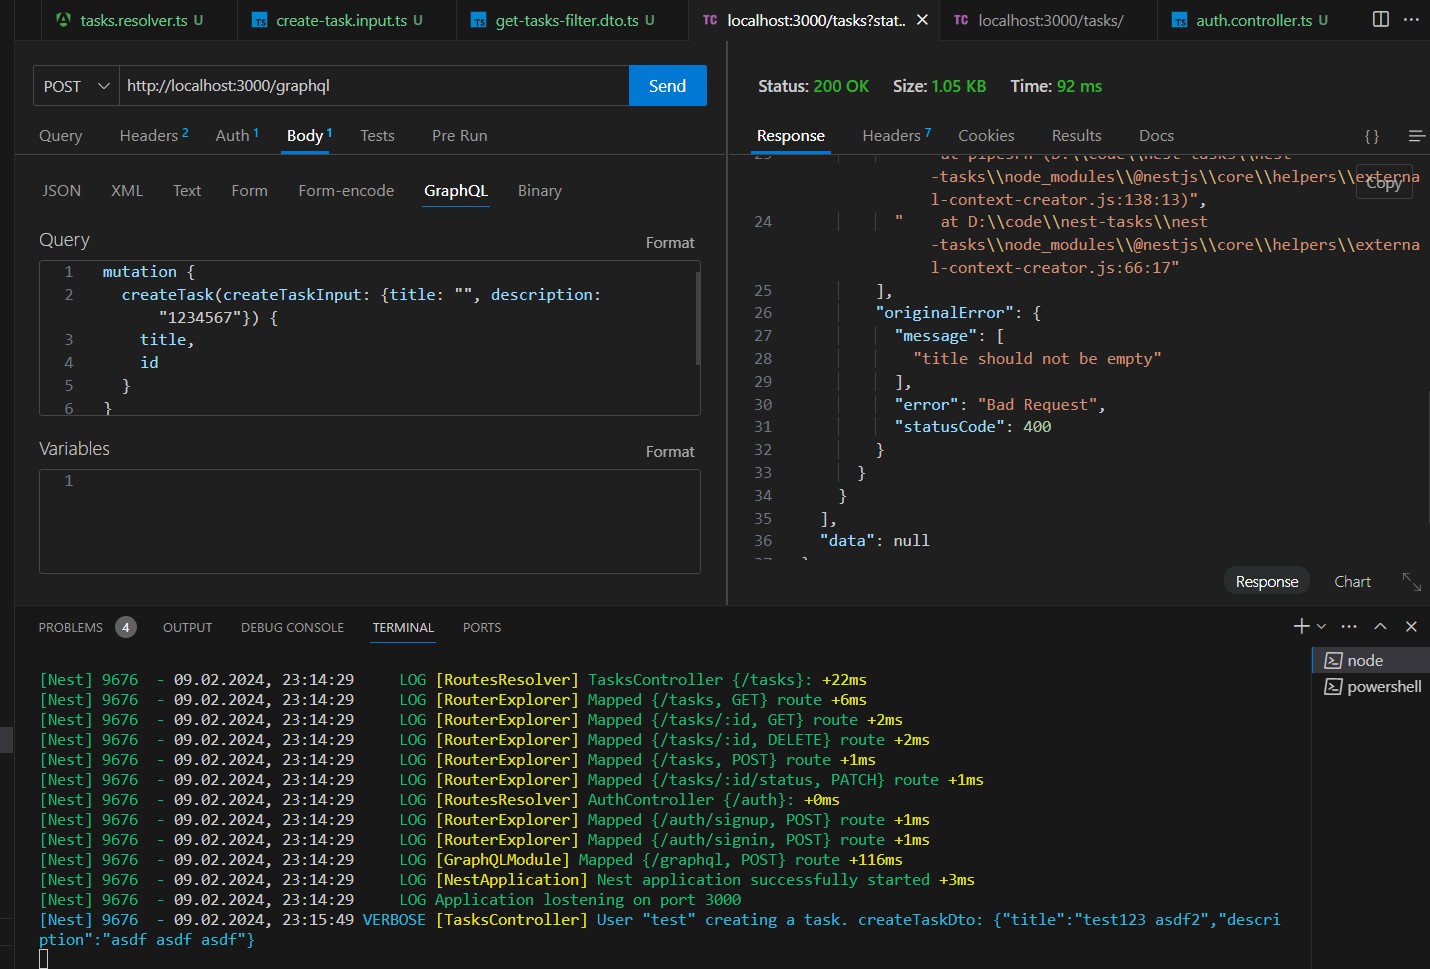 tasks.resolver.ts U
TS create-task.input.ts U
TS get-tasks-filter.dto.ts U
TC localhost:3000/tasks?stat..
TC localhost:3000/tasks/
TS auth.controller.ts U
POST
http://localhost:3000/graphql
Send
Query
Headers 2
Auth 1
Body 1
Tests
Pre Run
JSON
XML
Text
Form
Form-encode
GraphQL
Binary
Query
Format
1 mutation {
2 createTask(createTaskInput: {title: "", description:
"1234567"}) {
3 title,
4 id
5 }
6 }
Variables
Format
1
Status: 200 OK
Size: 1.05 KB
Time: 92 ms
Response
Headers 7
Cookies
Results
Docs
{ }
-tasks\\node_modules\\@nestjs\\core\\helpers\\externa
Copy
l-context-creator.js:138:13)",
24 " at D:\\code\\nest-tasks\\nest
-tasks\\node_modules\\@nestjs\\core\\helpers\\externa
l-context-creator.js:66:17"
25 ],
26 "originalError": {
27 "message": [
28 "title should not be empty"
29 ],
30 "error": "Bad Request",
31 "statusCode": 400
32 }
33 }
34 }
35 ],
36 "data": null
Response
Chart
PROBLEMS 4
OUTPUT
DEBUG CONSOLE
TERMINAL
PORTS
node
powershell
[Nest] 9676 - 09.02.2024, 23:14:29 LOG [RoutesResolver] TasksController {/tasks}: +22ms
[Nest] 9676 - 09.02.2024, 23:14:29 LOG [RouterExplorer] Mapped {/tasks, GET} route +6ms
[Nest] 9676 - 09.02.2024, 23:14:29 LOG [RouterExplorer] Mapped {/tasks/:id, GET} route +2ms
[Nest] 9676 - 09.02.2024, 23:14:29 LOG [RouterExplorer] Mapped {/tasks/:id, DELETE} route +2ms
[Nest] 9676 - 09.02.2024, 23:14:29 LOG [RouterExplorer] Mapped {/tasks, POST} route +1ms
[Nest] 9676 - 09.02.2024, 23:14:29 LOG [RouterExplorer] Mapped {/tasks/:id/status, PATCH} route +1ms
[Nest] 9676 - 09.02.2024, 23:14:29 LOG [RoutesResolver] AuthController {/auth}: +0ms
[Nest] 9676 - 09.02.2024, 23:14:29 LOG [RouterExplorer] Mapped {/auth/signup, POST} route +1ms
[Nest] 9676 - 09.02.2024, 23:14:29 LOG [RouterExplorer] Mapped {/auth/signin, POST} route +1ms
[Nest] 9676 - 09.02.2024, 23:14:29 LOG [GraphQLModule] Mapped {/graphql, POST} route +116ms
[Nest] 9676 - 09.02.2024, 23:14:29 LOG [NestApplication] Nest application successfully started +3ms
[Nest] 9676 - 09.02.2024, 23:14:29 LOG Application lostening on port 3000
[Nest] 9676 - 09.02.2024, 23:15:49 VERBOSE [TasksController] User "test" creating a task. createTaskDto: {"title":"test123 asdf2","descri
ption":"asdf asdf asdf"}